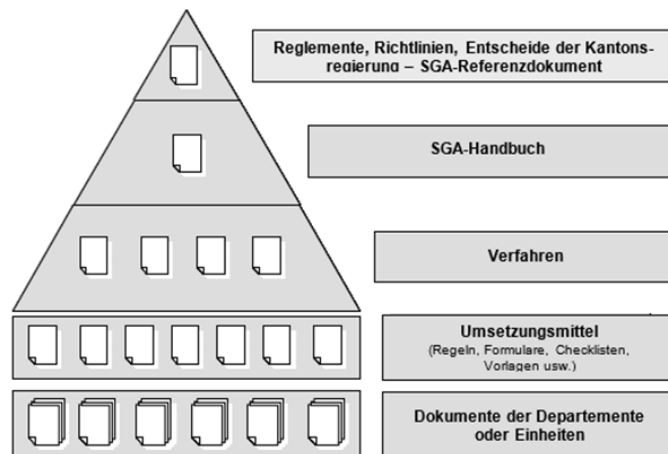 Reglemente, Richtlinien, Entscheide der Kantons-
regierung – SGA-Referenzdokument
SGA-Handbuch
Verfahren
Umsetzungsmittel
(Regeln, Formulare, Checklisten,
Vorlagen usw.)
Dokumente der Departemente
oder Einheiten